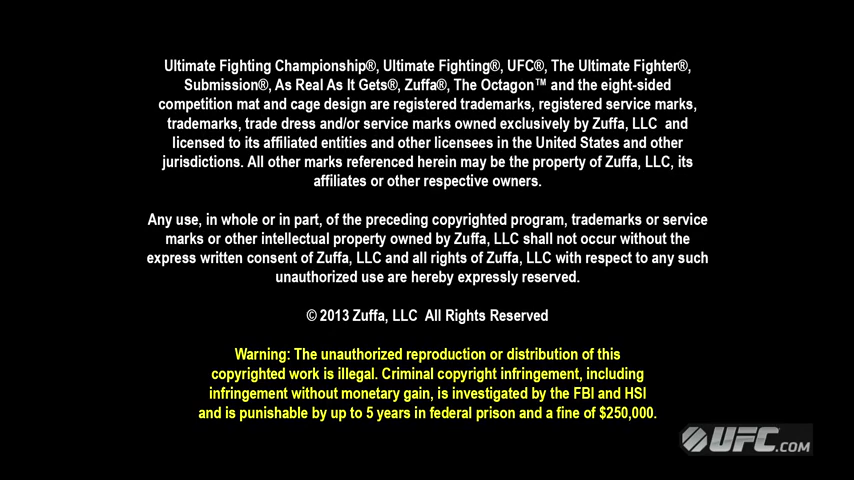 Ultimate Fighting Championship®, Ultimate Fighting®, UFC®, The Ultimate Fighter®,
Submission®, As Real As It Gets®, Zuffa®, The Octagon™ and the eight-sided
competition mat and cage design are registered trademarks, registered service marks,
trademarks, trade dress and/or service marks owned exclusively by Zuffa, LLC and
licensed to its affiliated entities and other licensees in the United States and other
jurisdictions. All other marks referenced herein may be the property of Zuffa, LLC, its
affiliates or other respective owners.
Any use, in whole or in part, of the preceding copyrighted program, trademarks or service
marks or other intellectual property owned by Zuffa, LLC shall not occur without the
express written consent of Zuffa, LLC and all rights of Zuffa, LLC with respect to any such
unauthorized use are hereby expressly reserved.
© 2013 Zuffa, LLC All Rights Reserved
Warning: The unauthorized reproduction or distribution of this
copyrighted work is illegal. Criminal copyright infringement, including
infringement without monetary gain, is investigated by the FBI and HSI
and is punishable by up to 5 years in federal prison and a fine of $250,000.
UFC.COM